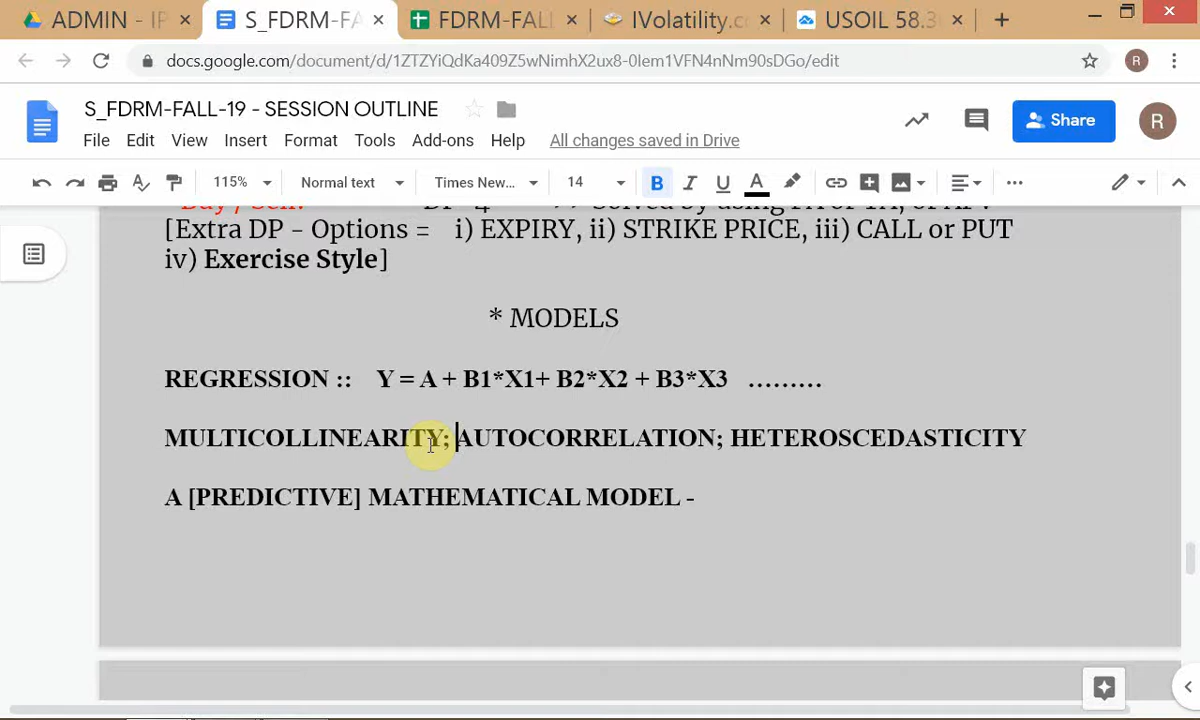 ADMIN - IP
S_FDRM-FA
FDRM-FALL
IVolatility.c
USOIL 58.3
docs.google.com/document/d/1ZTZYiQdKa409Z5wNimhX2ux8-0lem1VFN4nNm90sDGo/edit
R
S_FDRM-FALL-19 - SESSION OUTLINE
File Edit View Insert Format Tools Add-ons Help All changes saved in Drive
Share
R
115% Normal text Times New... 14 B I U A
[Extra DP - Options = i) EXPIRY, ii) STRIKE PRICE, iii) CALL or PUT
iv) Exercise Style]
* MODELS
REGRESSION :: Y = A + B1*X1+ B2*X2 + B3*X3 .........
MULTICOLLINEARITY; AUTOCORRELATION; HETEROSCEDASTICITY
A [PREDICTIVE] MATHEMATICAL MODEL -